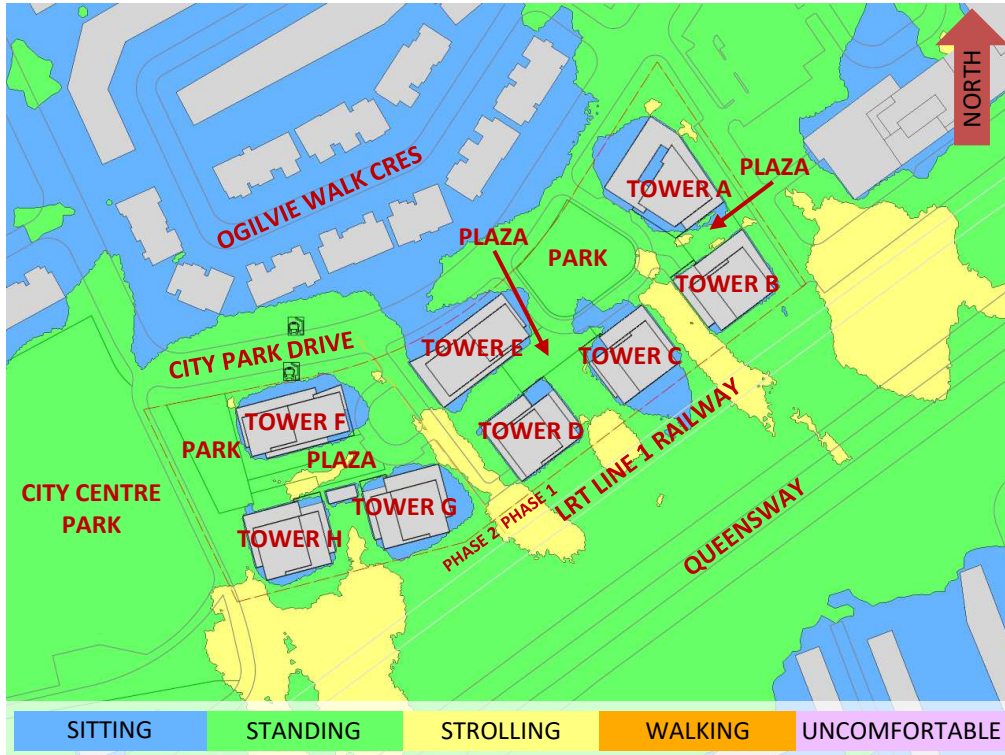 NORTH
PLAZA
TOWER A
OGILVIE WALK CRES
PLAZA
PARK
TOWER B
TOWER E
TOWER C
CITY PARK DRIVE
TOWER F
TOWER D
PARK
PLAZA
LRT LINE 1 RAILWAY
CITY CENTRE
PARK
TOWER G
PHASE 1
QUEENSWAY
TOWER H
PHASE 2
SITTING
STANDING
STROLLING
WALKING
UNCOMFORTABLE